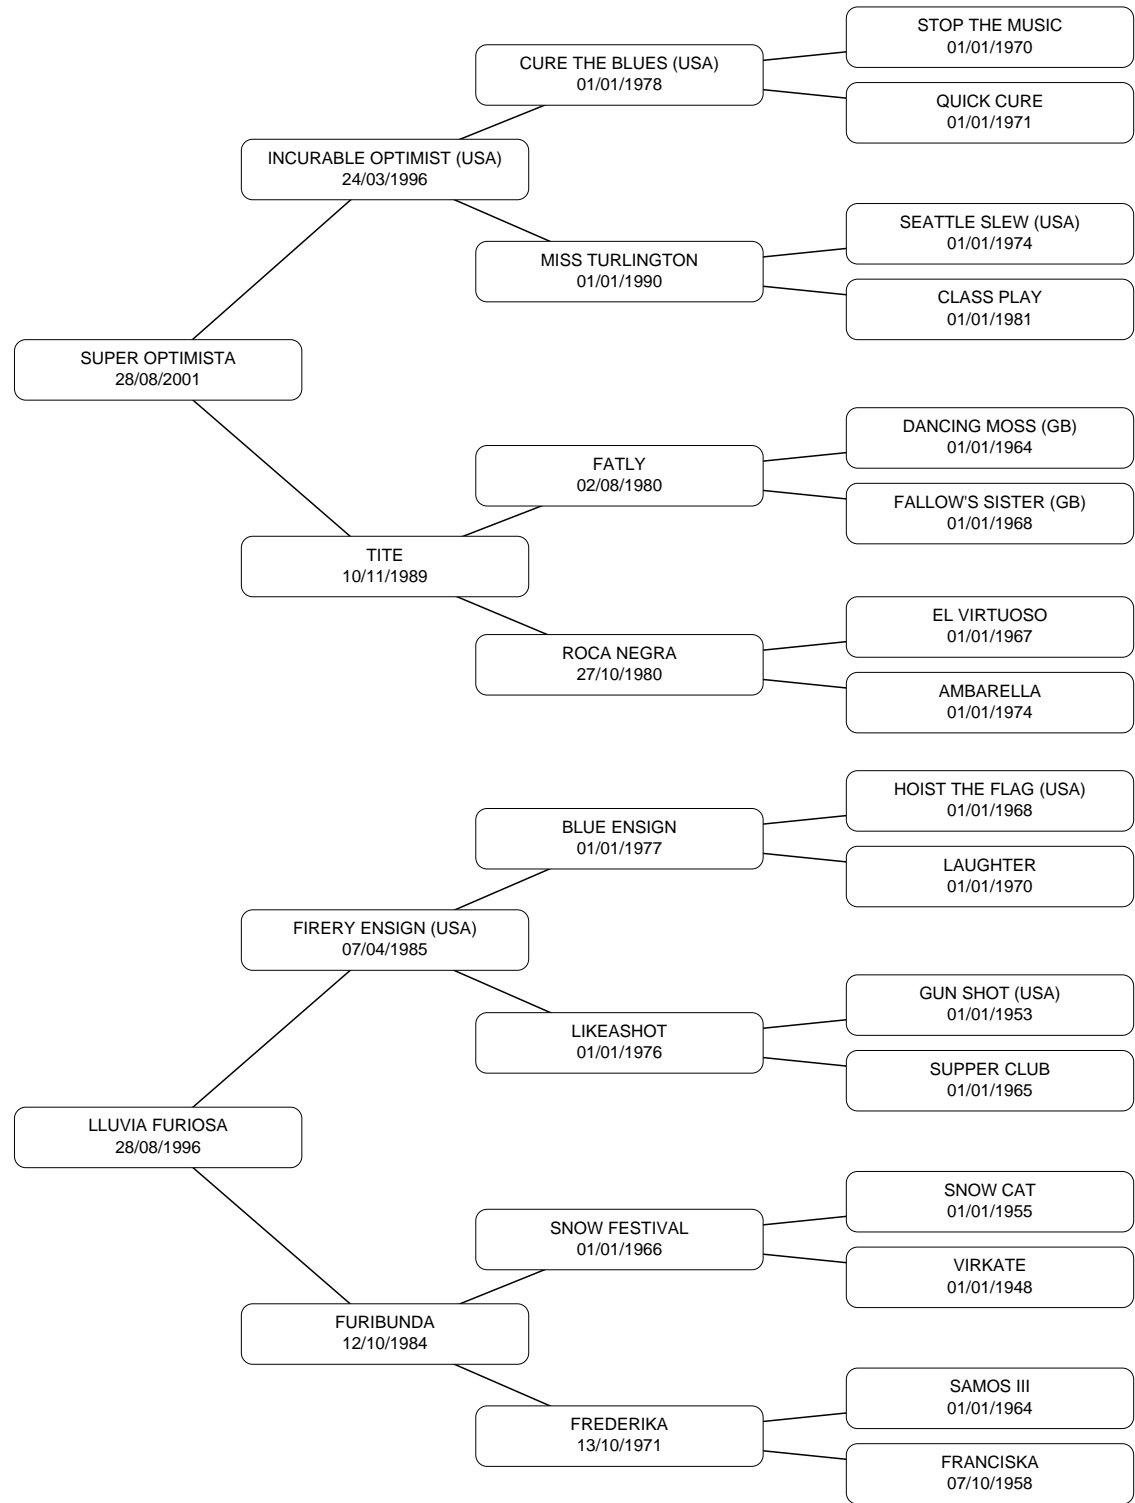 STOP THE MUSIC
01/01/1970
CURE THE BLUES (USA)
01/01/1978
QUICK CURE
01/01/1971
INCURABLE OPTIMIST (USA)
24/03/1996
SEATTLE SLEW (USA)
01/01/1974
MISS TURLINGTON
01/01/1990
CLASS PLAY
01/01/1981
SUPER OPTIMISTA
28/08/2001
DANCING MOSS (GB)
01/01/1964
FATLY
02/08/1980
FALLOW'S SISTER (GB)
01/01/1968
TITE
10/11/1989
EL VIRTUOSO
01/01/1967
ROCA NEGRA
27/10/1980
AMBARELLA
01/01/1974
HOIST THE FLAG (USA)
01/01/1968
BLUE ENSIGN
01/01/1977
LAUGHTER
01/01/1970
FIRERY ENSIGN (USA)
07/04/1985
GUN SHOT (USA)
01/01/1953
LIKEASHOT
01/01/1976
SUPPER CLUB
01/01/1965
LLUVIA FURIOSA
28/08/1996
SNOW CAT
01/01/1955
SNOW FESTIVAL
01/01/1966
VIRKATE
01/01/1948
FURIBUNDA
12/10/1984
SAMOS III
01/01/1964
FREDERIKA
13/10/1971
FRANCISKA
07/10/1958